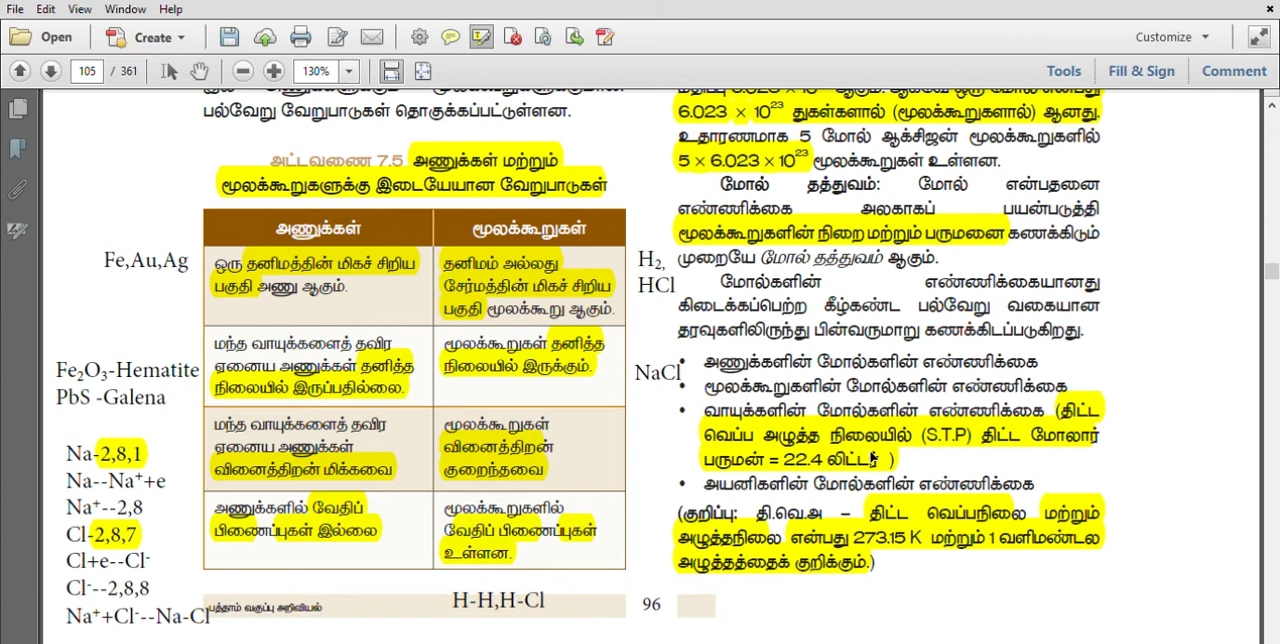 File Edit View Window Help
Open Create Customize
105 / 361 130% Tools Fill & Sign Comment
பல்வேறு வேறுபாடுகள் தொகுக்கப்பட்டுள்ளன.
அட்டவணை 7.5 அணுக்கள் மற்றும்
மூலக்கூறுகளுக்கு இடையேயான வேறுபாடுகள்
அணுக்கள் மூலக்கூறுகள்
Fe,Au,Ag
ஒரு தனிமத்தின் மிகச் சிறிய
பகுதி அணு ஆகும்.
தனிமம் அல்லது
சேர்மத்தின் மிகச் சிறிய
பகுதி மூலக்கூறு ஆகும்.
H2,
HCl
Fe2O3-Hematite
PbS -Galena
மந்த வாயுக்களைத் தவிர
ஏனைய அணுக்கள் தனித்த
நிலையில் இருப்பதில்லை.
மூலக்கூறுகள் தனித்த
நிலையில் இருக்கும்.
NaCl
மந்த வாயுக்களைத் தவிர
ஏனைய அணுக்கள்
வினைத்திறன் மிக்கவை
மூலக்கூறுகள்
வினைத்திறன்
குறைந்தவை
அணுக்களில் வேதிப்
பிணைப்புகள் இல்லை
மூலக்கூறுகளில்
வேதிப் பிணைப்புகள்
உள்ளன.
Na-2,8,1
Na--Na⁺+e
Na⁺--2,8
Cl-2,8,7
Cl+e--Cl⁻
Cl⁻--2,8,8
Na⁺+Cl⁻--Na-Cl
பத்தாம் வகுப்பு அறிவியல்
H-H,H-Cl
96
6.023 × 10²³ துகள்களால் (மூலக்கூறுகளால்) ஆனது.
உதாரணமாக 5 மோல் ஆக்சிஜன் மூலக்கூறுகளில்
5 × 6.023 × 10²³ மூலக்கூறுகள் உள்ளன.
மோல் தத்துவம்: மோல் என்பதனை
எண்ணிக்கை அலகாகப் பயன்படுத்தி
மூலக்கூறுகளின் நிறை மற்றும் பருமனை கணக்கிடும்
முறையே மோல் தத்துவம் ஆகும்.
மோல்களின் எண்ணிக்கையானது
கிடைக்கப்பெற்ற கீழ்கண்ட பல்வேறு வகையான
தரவுகளிலிருந்து பின்வருமாறு கணக்கிடப்படுகிறது.
• அணுக்களின் மோல்களின் எண்ணிக்கை
• மூலக்கூறுகளின் மோல்களின் எண்ணிக்கை
• வாயுக்களின் மோல்களின் எண்ணிக்கை (திட்ட
வெப்ப அழுத்த நிலையில் (S.T.P) திட்ட மோலார்
பருமன் = 22.4 லிட்டர் )
• அயனிகளின் மோல்களின் எண்ணிக்கை
(குறிப்பு: தி.வெ.அ – திட்ட வெப்பநிலை மற்றும்
அழுத்தநிலை என்பது 273.15 K மற்றும் 1 வளிமண்டல
அழுத்தத்தைக் குறிக்கும்.)